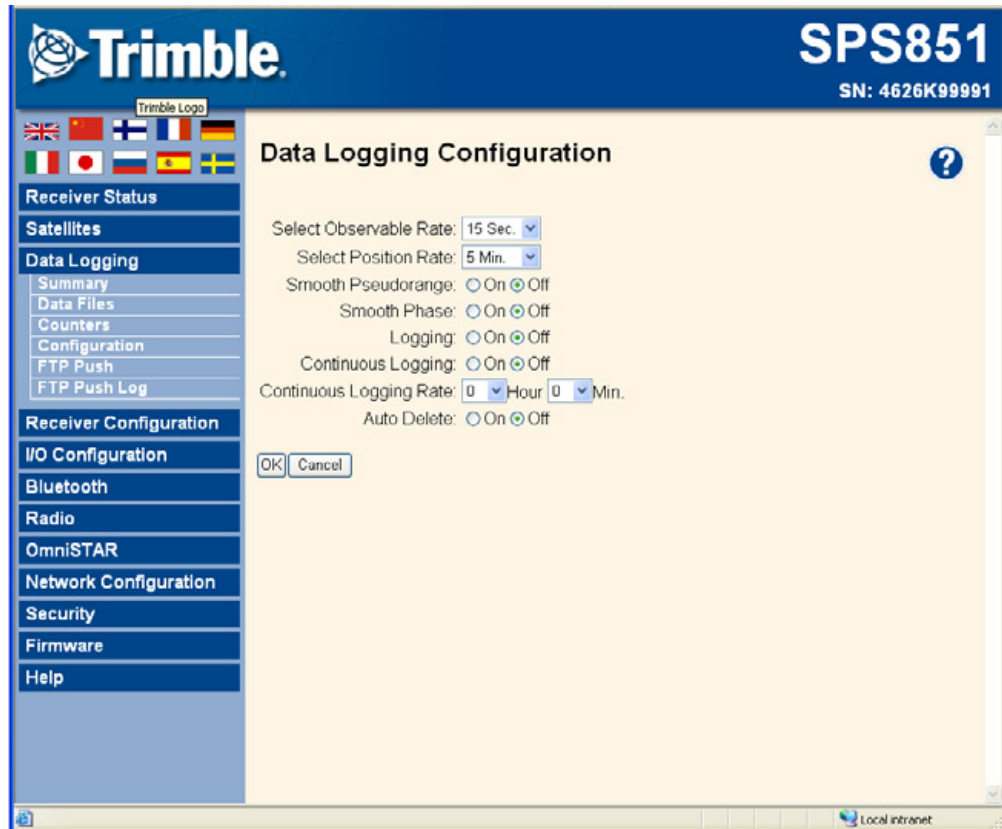 Trimble.
SPS851
SN: 4626K99991
Trimble Logo
Receiver Status
Satellites
Data Logging
Summary
Data Files
Counters
Configuration
FTP Push
FTP Push Log
Receiver Configuration
I/O Configuration
Bluetooth
Radio
OmniSTAR
Network Configuration
Security
Firmware
Help
Data Logging Configuration
?
Select Observable Rate: 15 Sec.
Select Position Rate: 5 Min.
Smooth Pseudorange: On Off
Smooth Phase: On Off
Logging: On Off
Continuous Logging: On Off
Continuous Logging Rate: 0 Hour 0 Min.
Auto Delete: On Off
OK Cancel
Local intranet